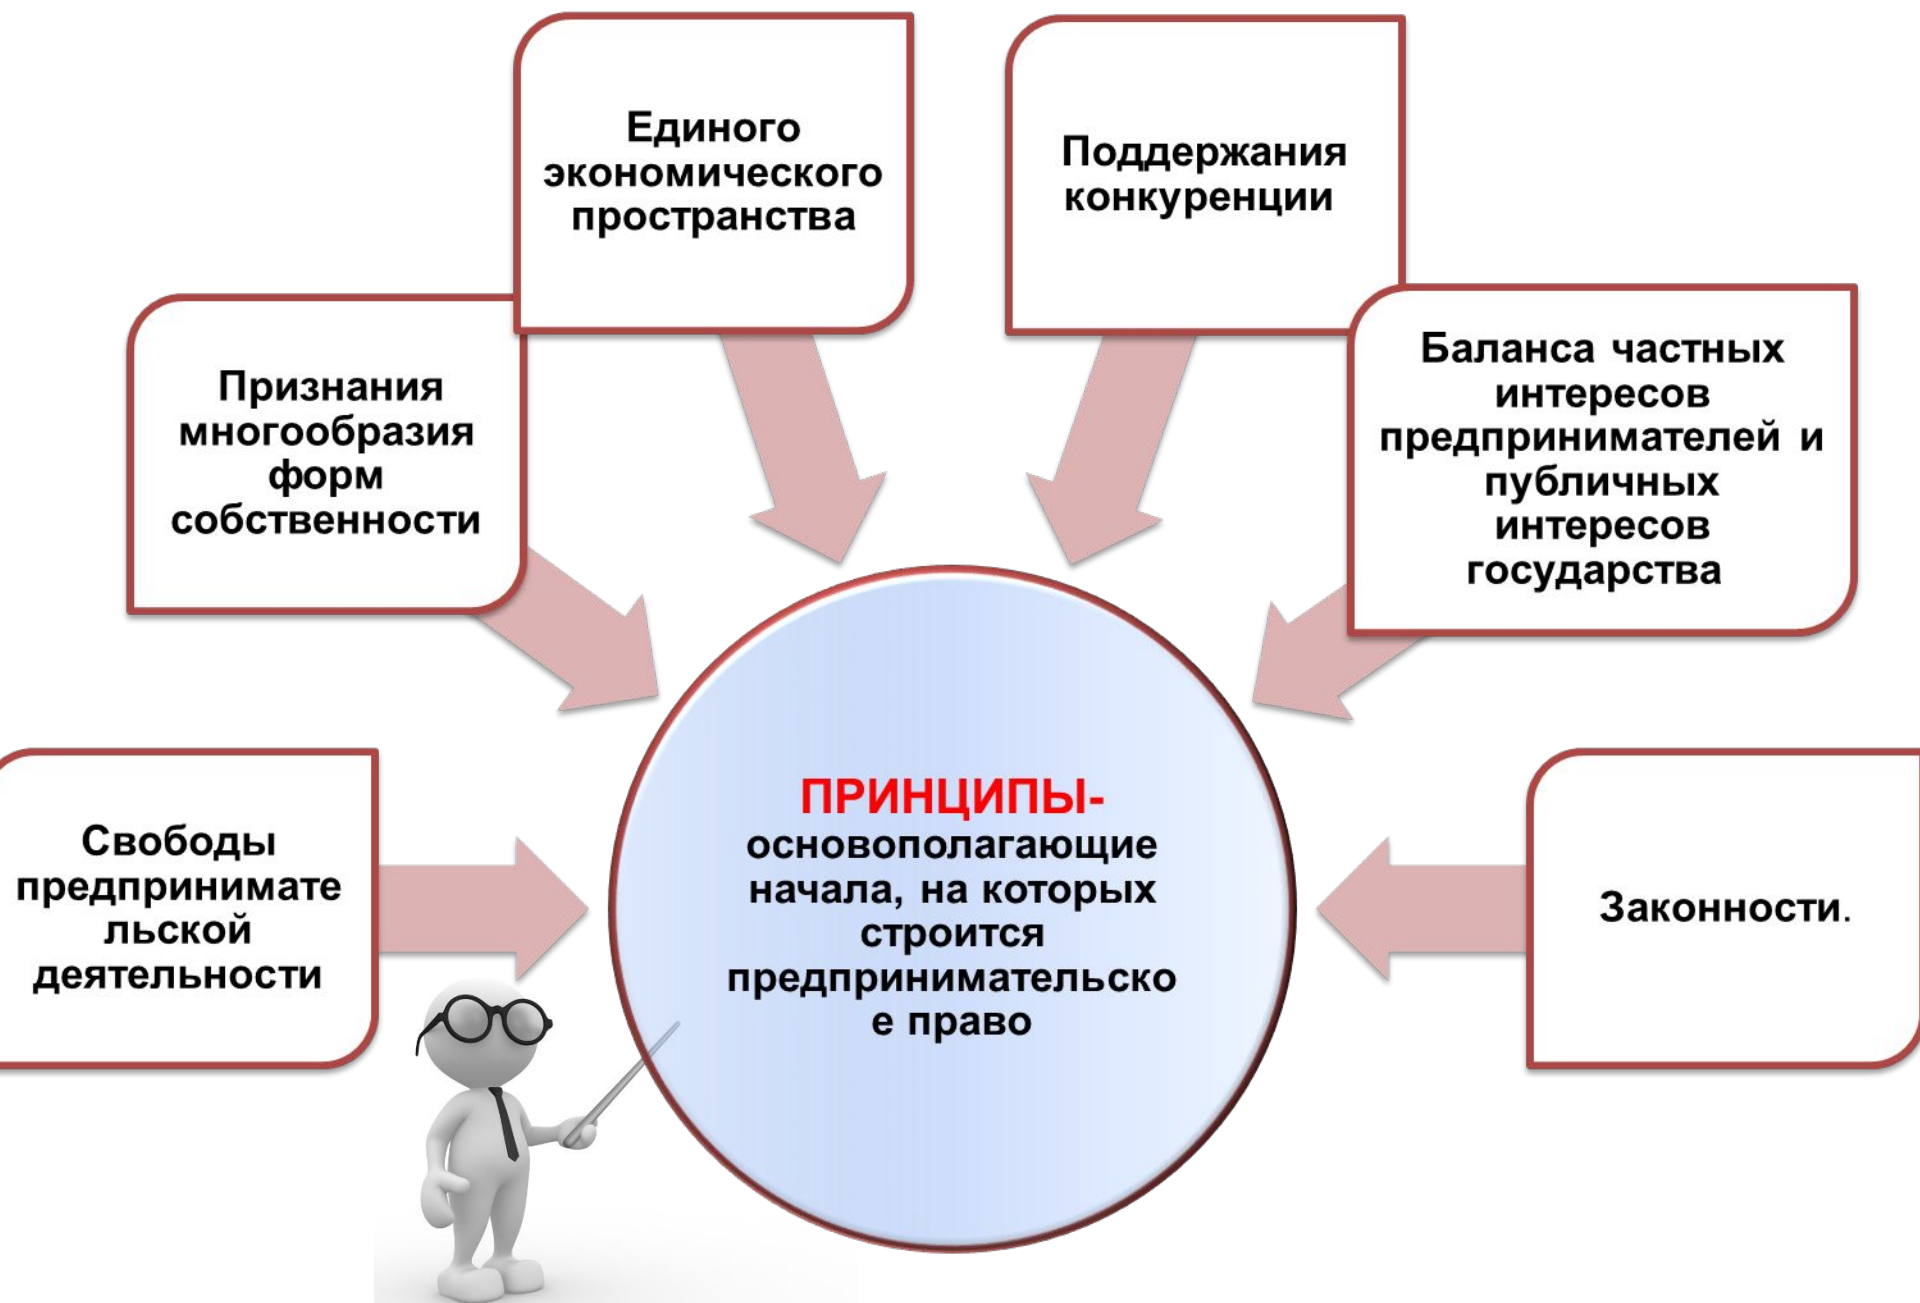 Единого
экономического
пространства
Поддержания
конкуренции
Признания
многообразия
форм
собственности
Баланса частных
интересов
предпринимателей и
публичных
интересов
государства
Свободы
предпринимате
льской
деятельности
ПРИНЦИПЫ-
основополагающие
начала, на которых
строится
предпринимательско
е право
Законности.